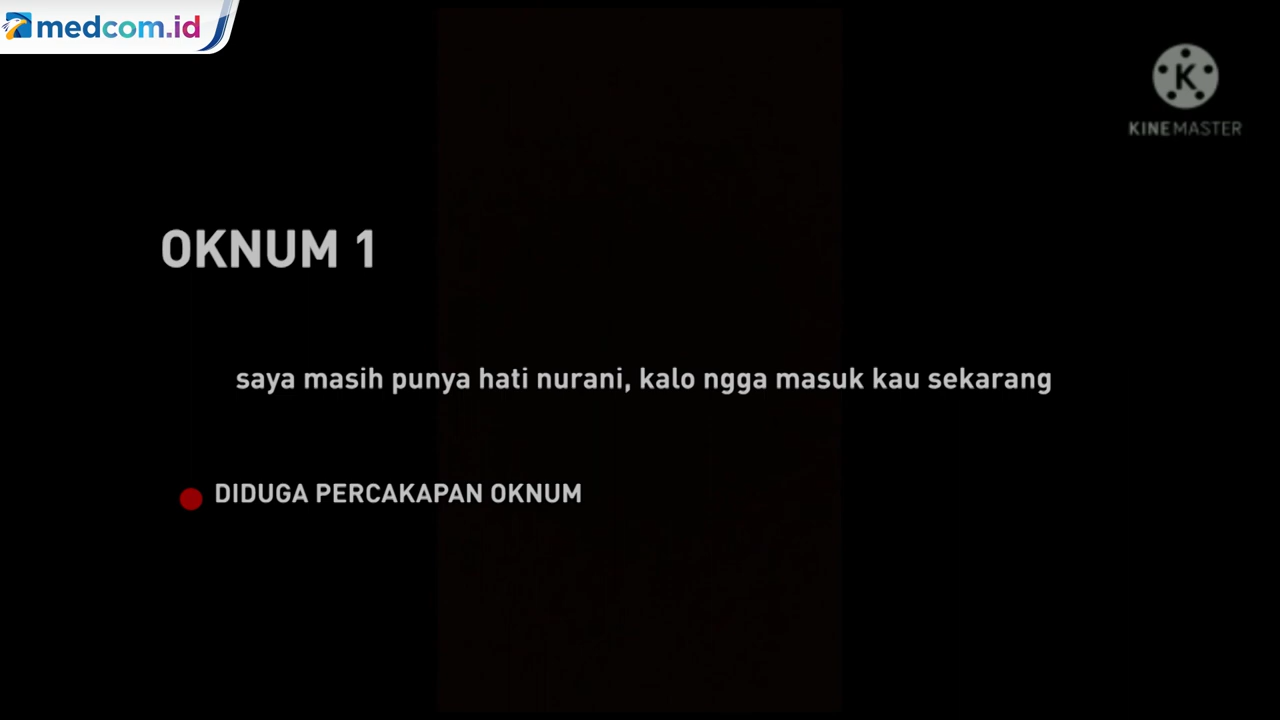 medcom.id
K
KINEMASTER
OKNUM 1
saya masih punya hati nurani, kalo ngga masuk kau sekarang
DIDUGA PERCAKAPAN OKNUM